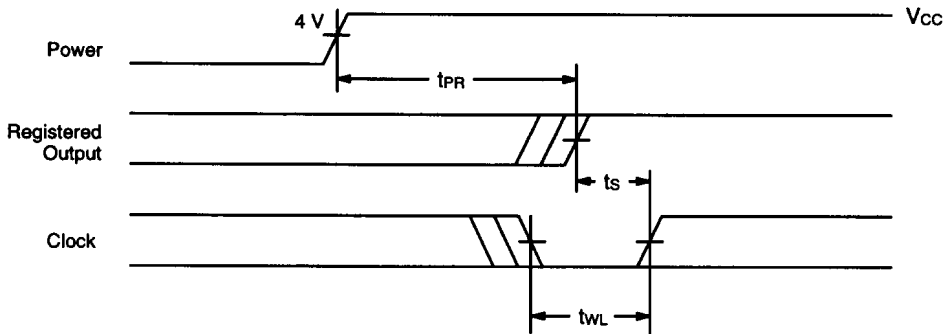 4 V
VCC
Power
tPR
Registered
Output
tS
Clock
tWL